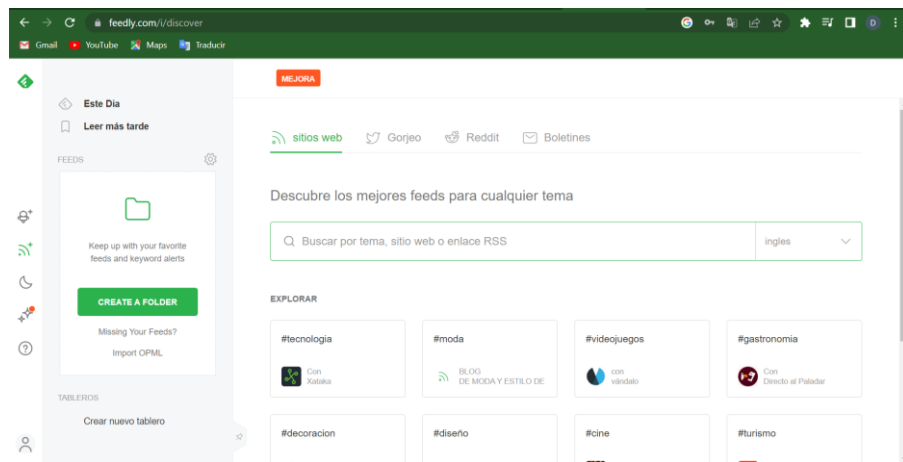 feedly.com/i/discover
D
Gmail YouTube Maps Traducir
MEJORA
Este Dia
Leer más tarde
FEEDS
Keep up with your favorite
feeds and keyword alerts
CREATE A FOLDER
Missing Your Feeds?
Import OPML
TABLEROS
Crear nuevo tablero
sitios web Gorjeo Reddit Boletines
Descubre los mejores feeds para cualquier tema
Buscar por tema, sitio web o enlace RSS ingles
EXPLORAR
#tecnologia
Con
Xataka
#moda
BLOG
DE MODA Y ESTILO DE
#videojuegos
con
vándalo
#gastronomia
Con
Directo al Paladar
#decoracion
#diseño
#cine
#turismo